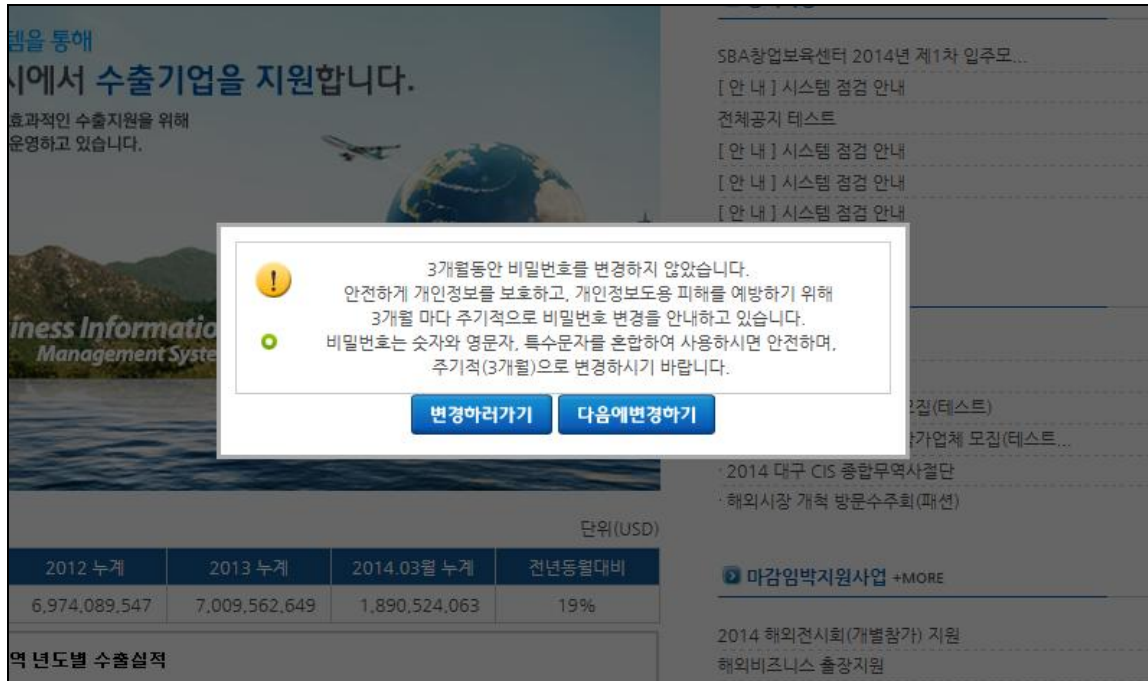 템을 통해
시에서 수출기업을 지원합니다.
효과적인 수출지원을 위해
운영하고 있습니다.
iness Informatio
Management Syste
SBA창업보육센터 2014년 제1차 입주모...
[ 안 내 ] 시스템 점검 안내
전체공지 테스트
[ 안 내 ] 시스템 점검 안내
[ 안 내 ] 시스템 점검 안내
[ 안 내 ] 시스템 점검 안내
3개월동안 비밀번호를 변경하지 않았습니다.
안전하게 개인정보를 보호하고, 개인정보도용 피해를 예방하기 위해
3개월 마다 주기적으로 비밀번호 변경을 안내하고 있습니다.
비밀번호는 숫자와 영문자, 특수문자를 혼합하여 사용하시면 안전하며,
주기적(3개월)으로 변경하시기 바랍니다.
변경하러가기 다음에변경하기
모집(테스트)
참가업체 모집(테스트...
· 2014 대구 CIS 종합무역사절단
· 해외시장 개척 방문수주회(패션)
단위(USD)
2012 누계 2013 누계 2014.03월 누계 전년동월대비
6,974,089,547 7,009,562,649 1,890,524,063 19%
역 년도별 수출실적
마감임박지원사업 +MORE
2014 해외전시회(개별참가) 지원
해외비즈니스 출장지원